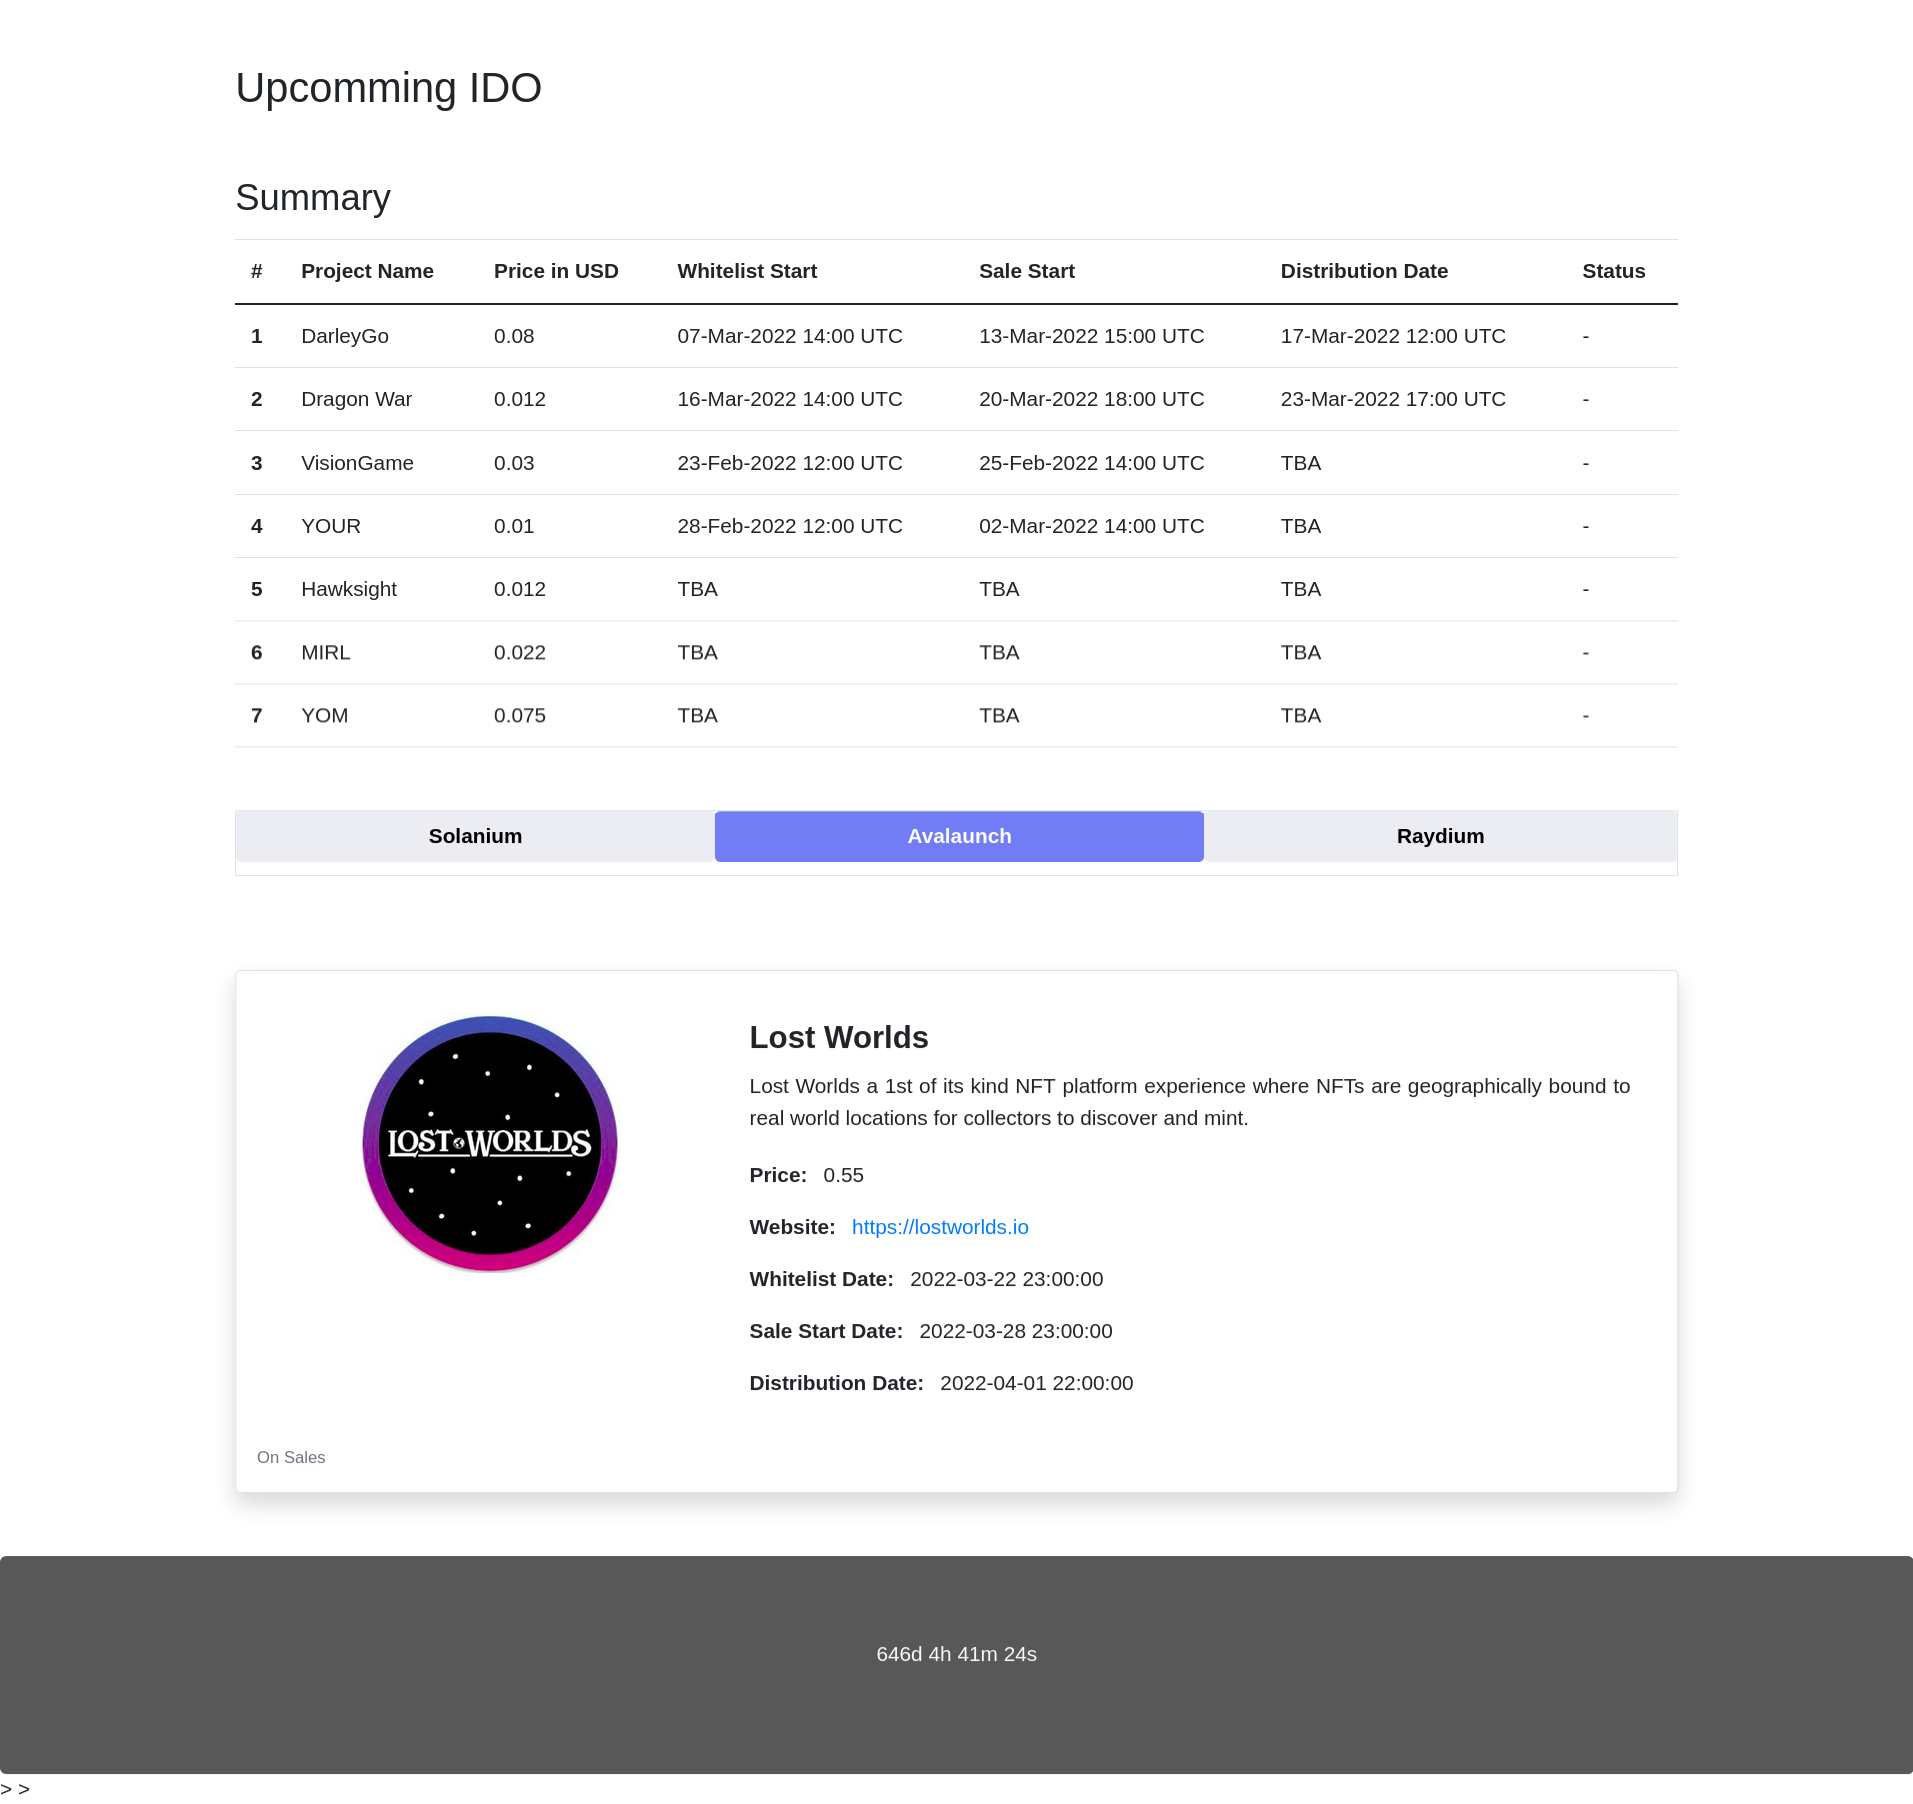 Upcomming IDO
Summary
# Project Name Price in USD Whitelist Start Sale Start Distribution Date Status
1 DarleyGo 0.08 07-Mar-2022 14:00 UTC 13-Mar-2022 15:00 UTC 17-Mar-2022 12:00 UTC -
2 Dragon War 0.012 16-Mar-2022 14:00 UTC 20-Mar-2022 18:00 UTC 23-Mar-2022 17:00 UTC -
3 VisionGame 0.03 23-Feb-2022 12:00 UTC 25-Feb-2022 14:00 UTC TBA -
4 YOUR 0.01 28-Feb-2022 12:00 UTC 02-Mar-2022 14:00 UTC TBA -
5 Hawksight 0.012 TBA TBA TBA -
6 MIRL 0.022 TBA TBA TBA -
7 YOM 0.075 TBA TBA TBA -
Solanium Avalaunch Raydium
LOST WORLDS
Lost Worlds
Lost Worlds a 1st of its kind NFT platform experience where NFTs are geographically bound to
real world locations for collectors to discover and mint.
Price: 0.55
Website: https://lostworlds.io
Whitelist Date: 2022-03-22 23:00:00
Sale Start Date: 2022-03-28 23:00:00
Distribution Date: 2022-04-01 22:00:00
On Sales
646d 4h 41m 24s
> >